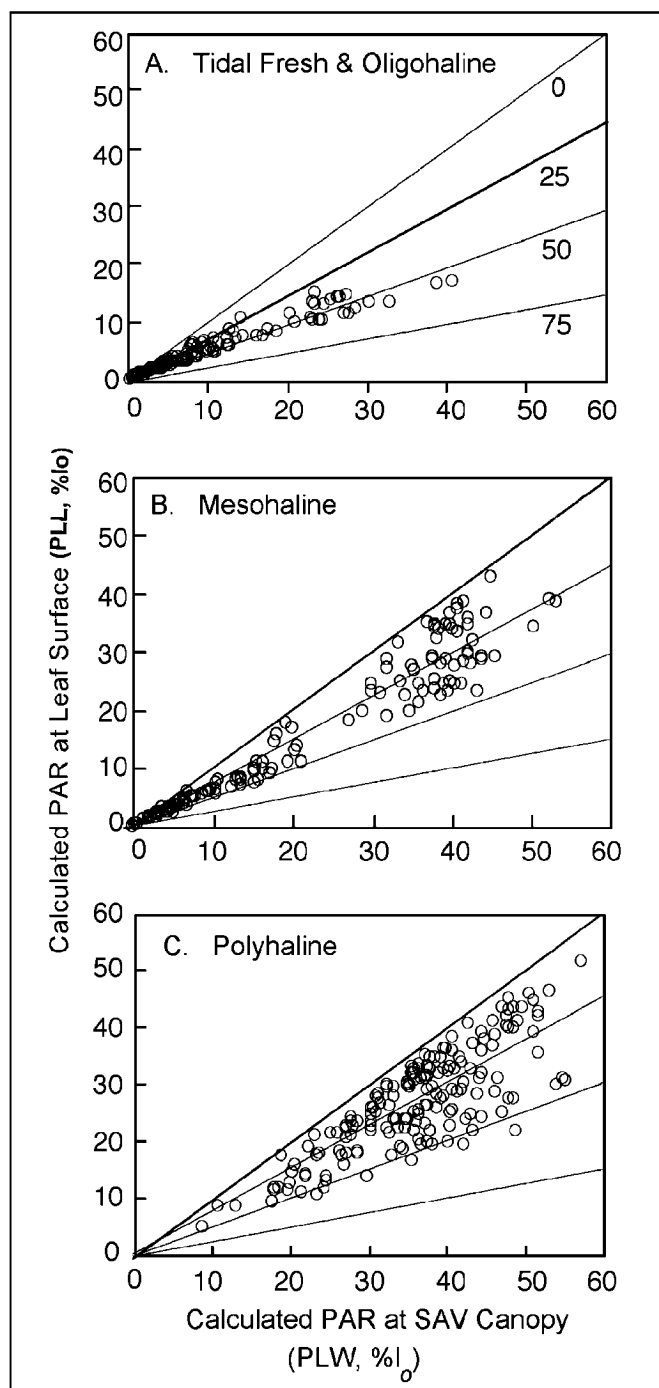 60
A. Tidal Fresh & Oligohaline
50
0
40
25
30
50
20
10
75
0
0 10 20 30 40 50 60
60
B. Mesohaline
50
40
30
20
10
0
0 10 20 30 40 50 60
60
C. Polyhaline
50
40
30
20
10
0
0 10 20 30 40 50 60
Calculated PAR at Leaf Surface (PLL, %Io)
Calculated PAR at SAV Canopy
(PLW, %Io)